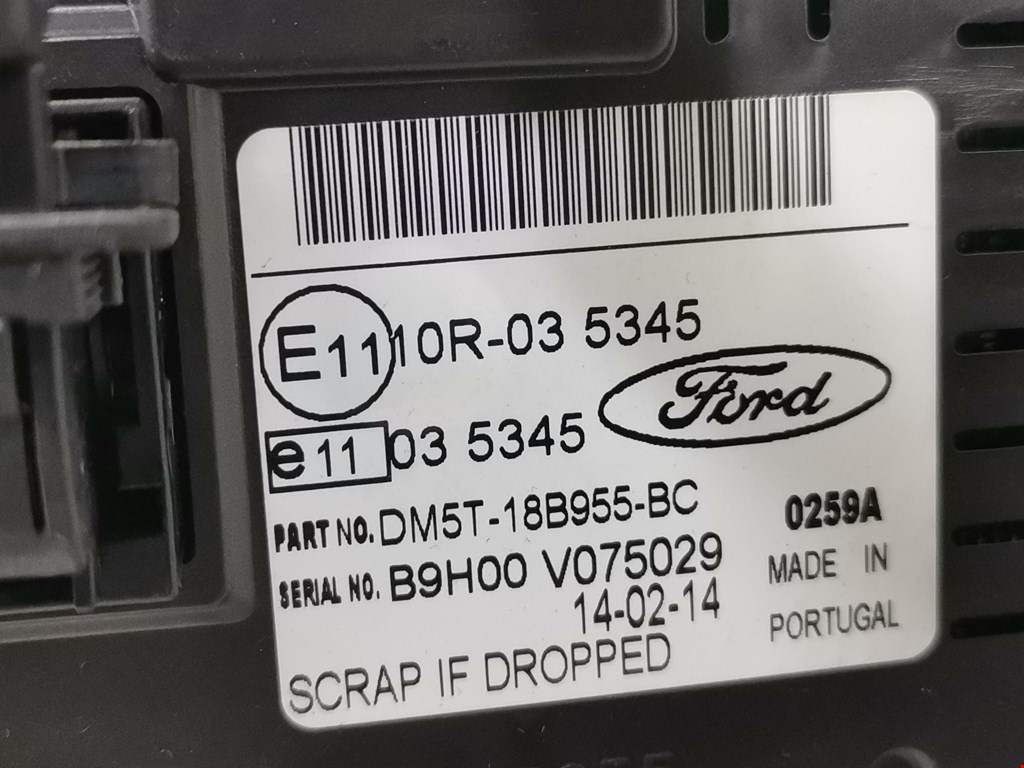 E11 10R-03 5345
Ford
e11 03 5345
PART NO. DM5T-18B955-BC
0259A
SERIAL NO. B9H00 V075029
MADE IN
14-02-14
PORTUGAL
SCRAP IF DROPPED